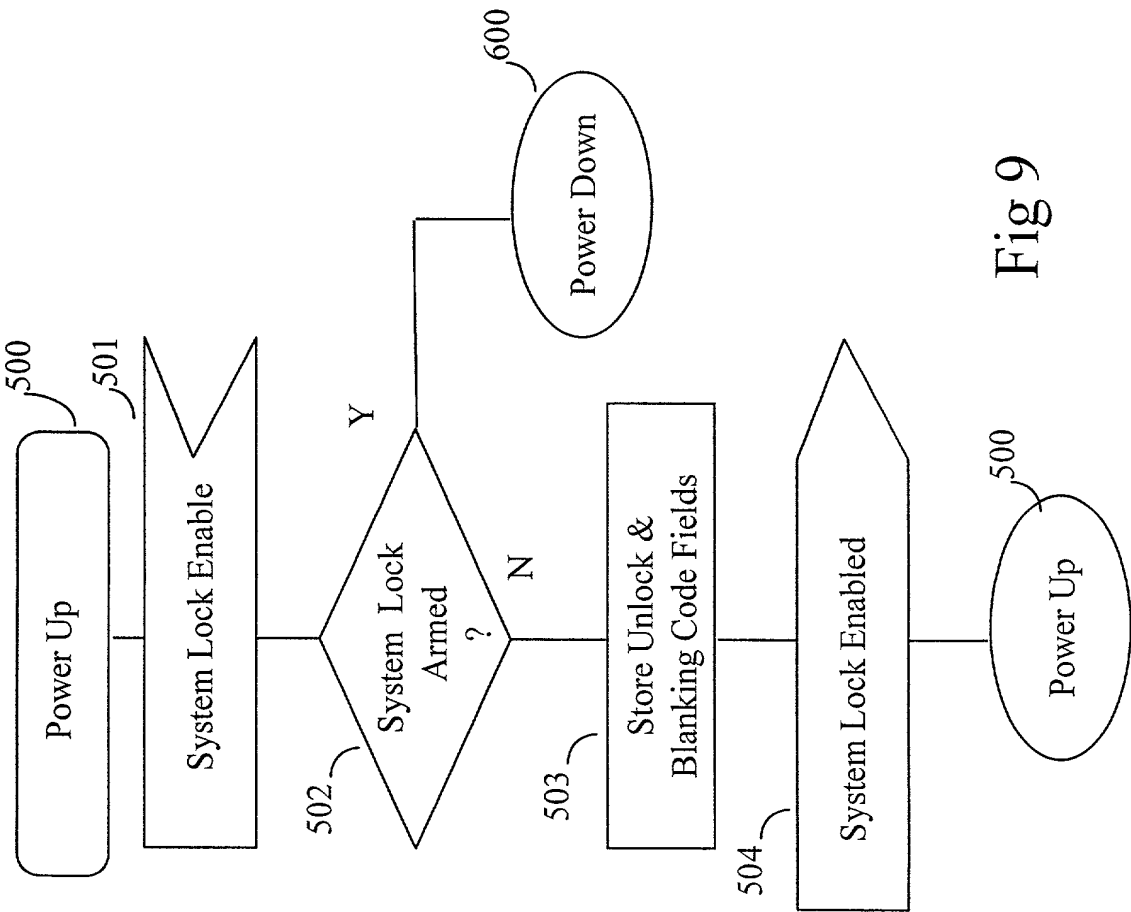 500
Power Up
501
System Lock Enable
502
System Lock
Armed
?
Y
N
600
Power Down
503
Store Unlock &
Blanking Code Fields
504
System Lock Enabled
500
Power Up
Fig 9